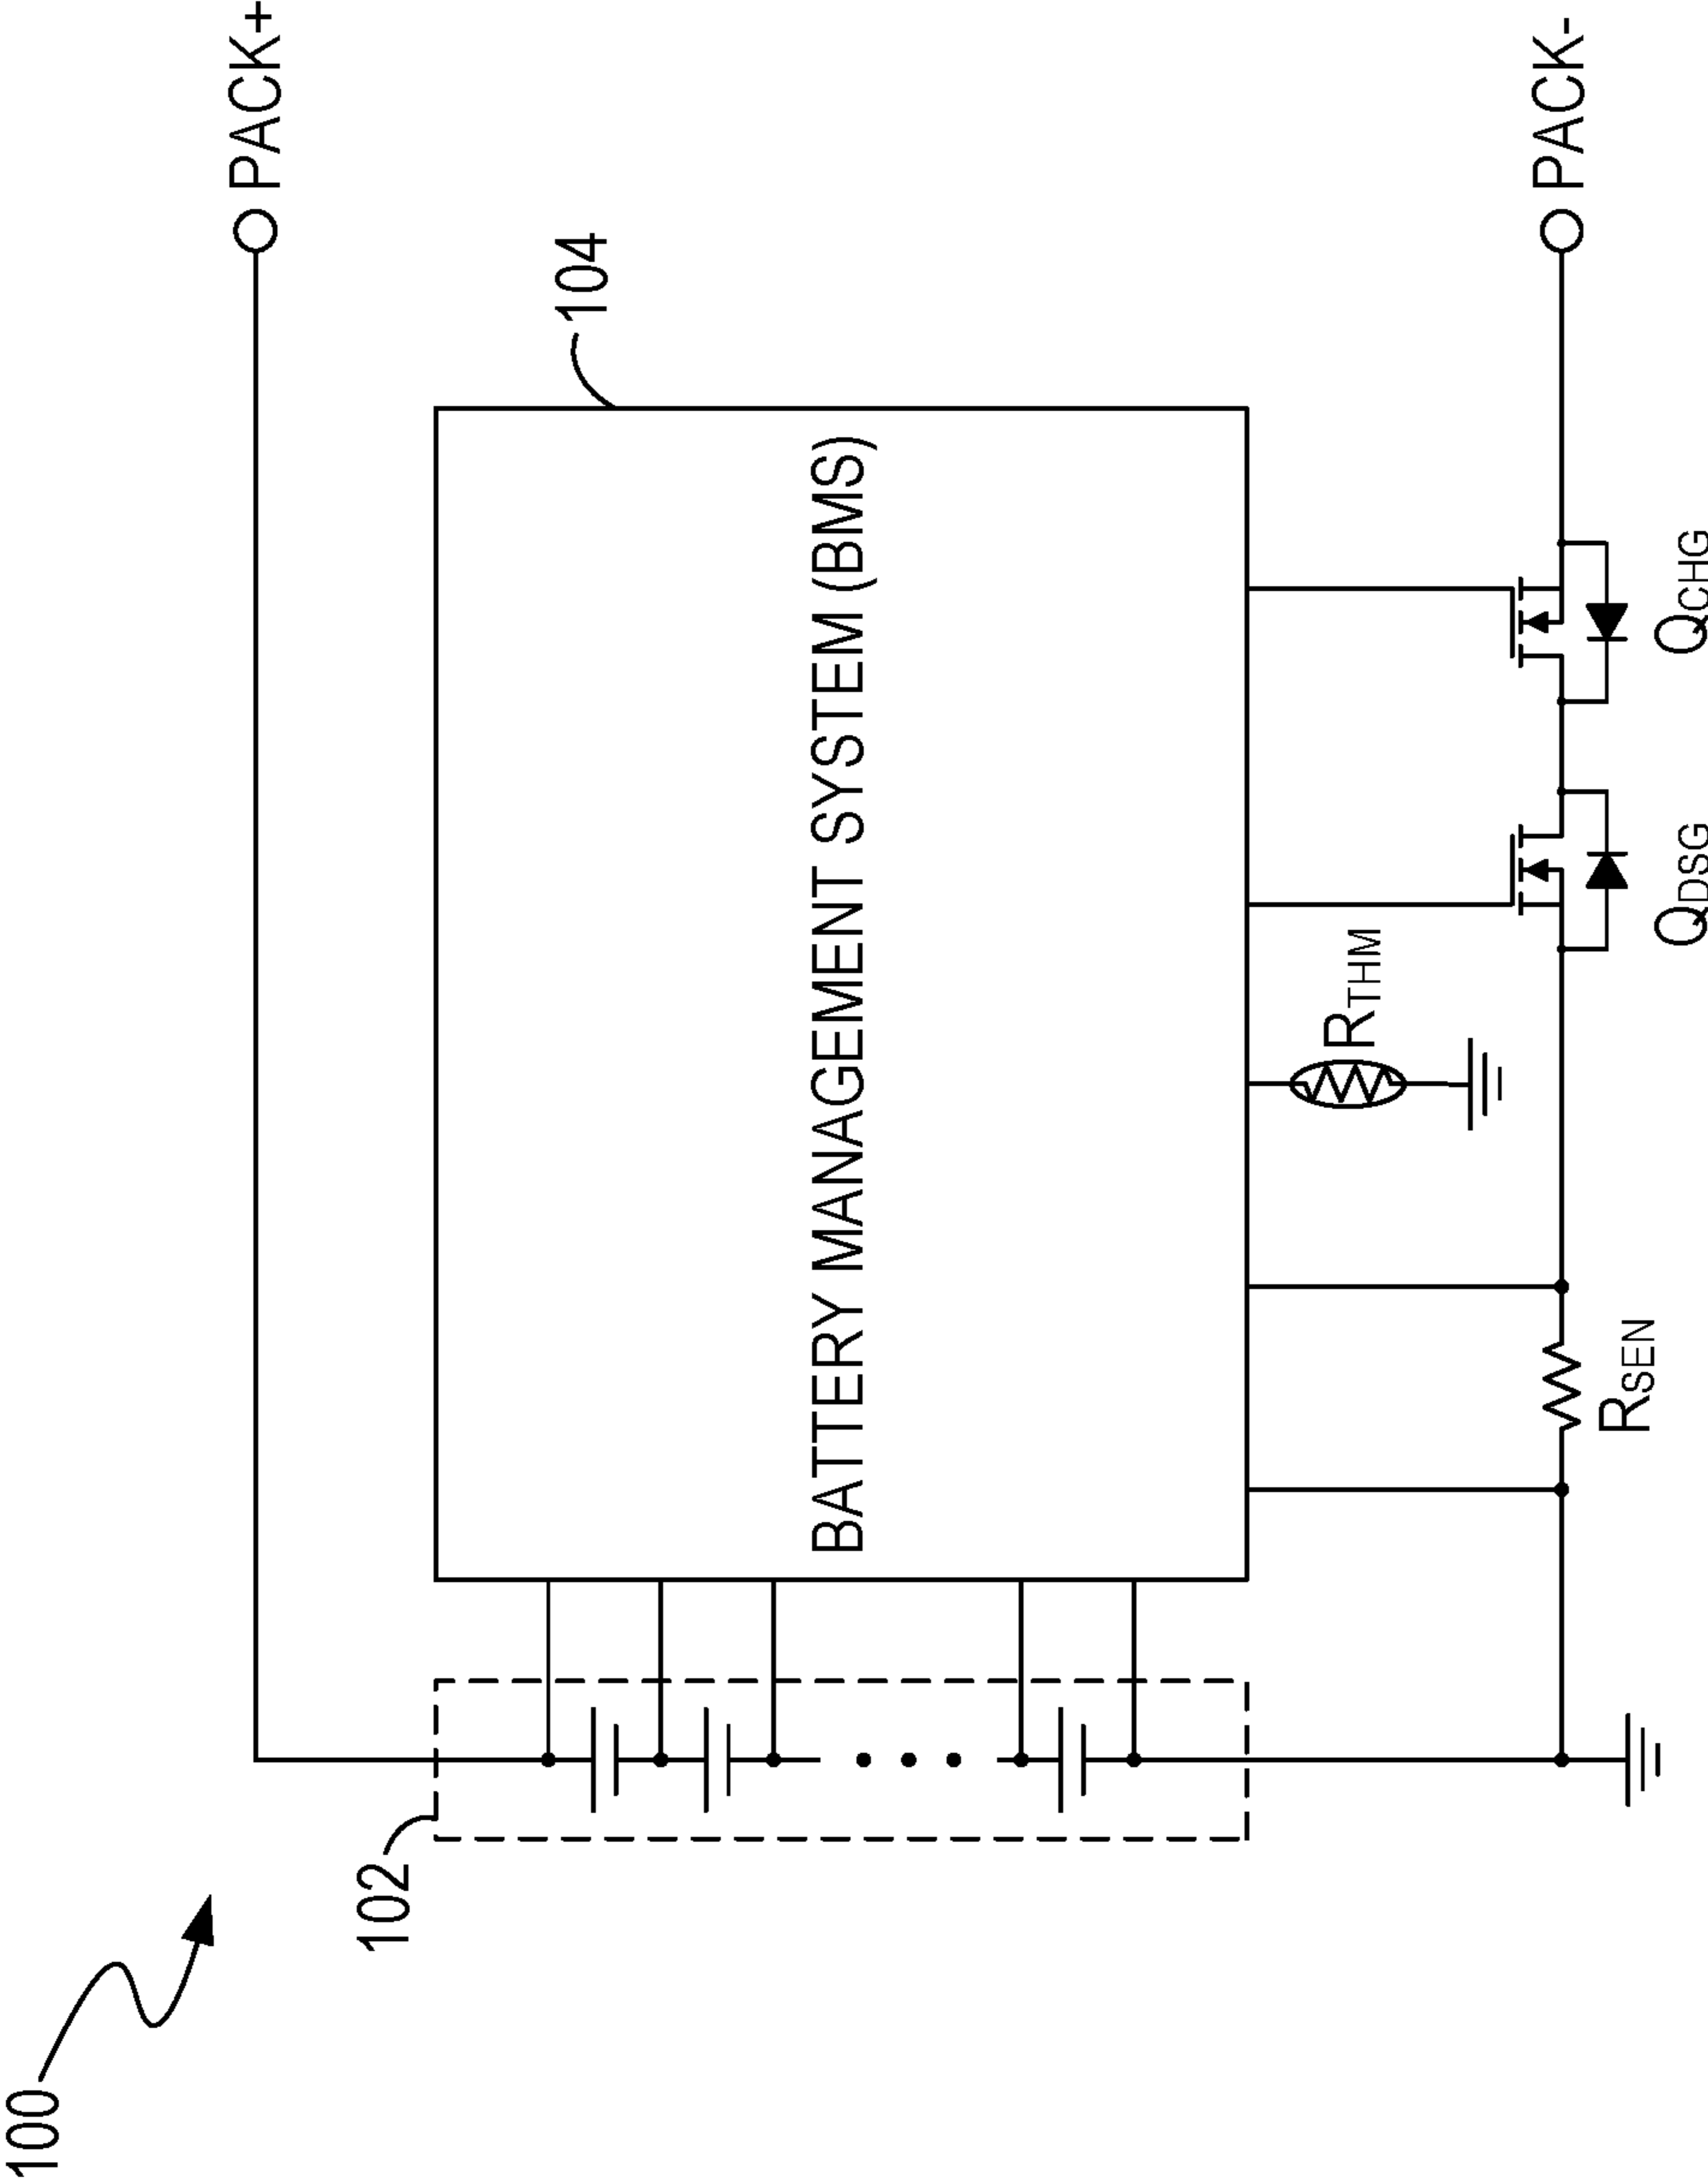 100
PACK+
102
104
BATTERY MANAGEMENT SYSTEM (BMS)
RTHM
RSEN
QDSG
QCHG
PACK-